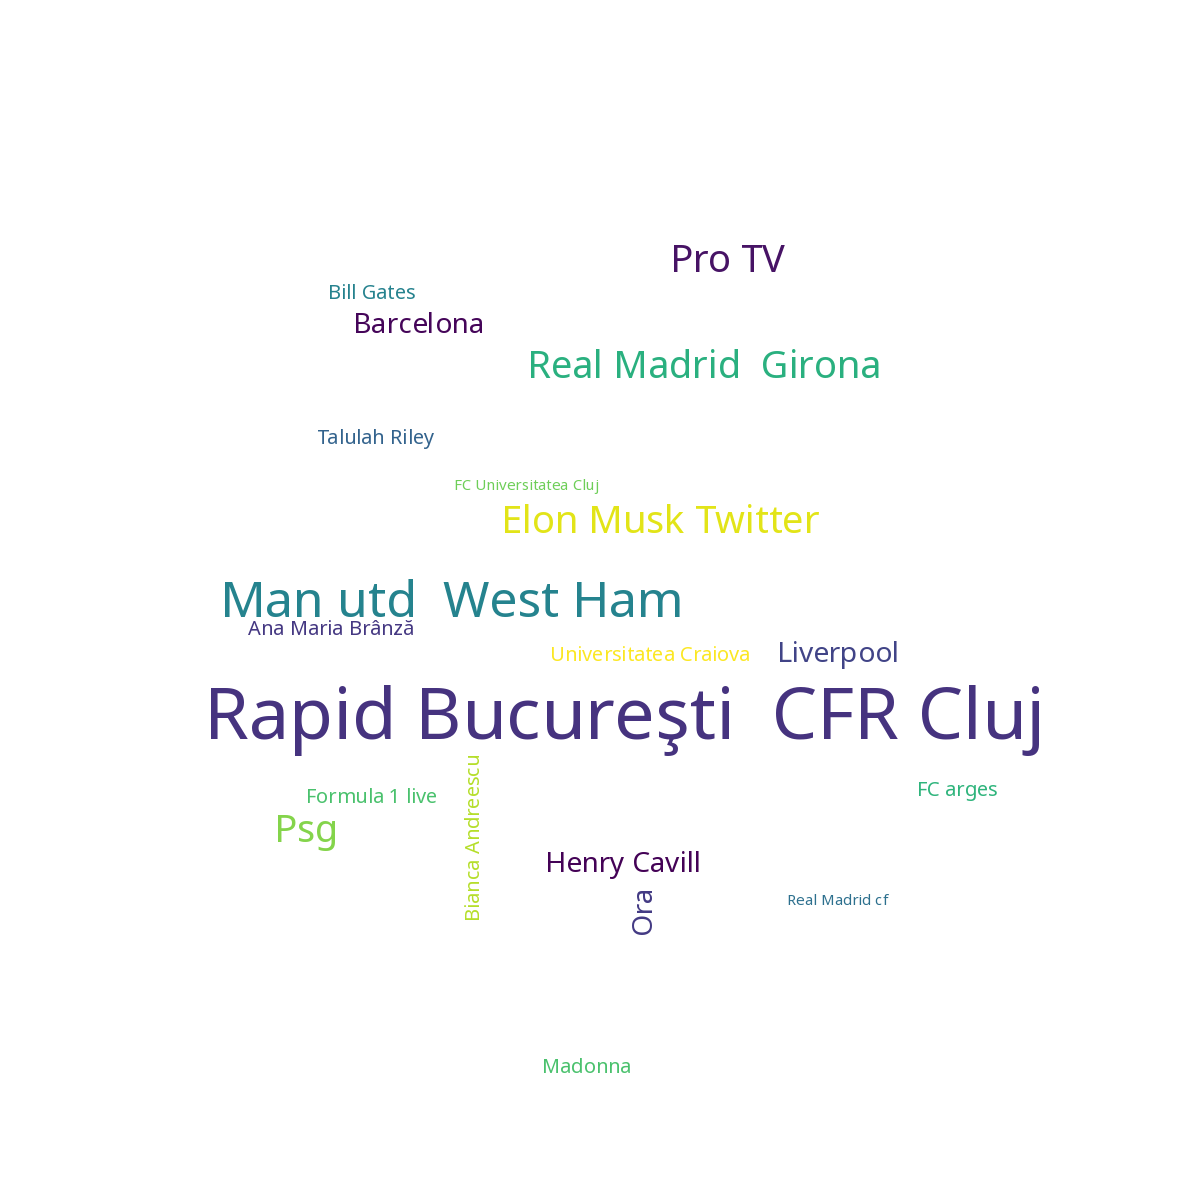 Pro TV
Bill Gates
Barcelona
Real Madrid  Girona
Talulah Riley
FC Universitatea Cluj
Elon Musk Twitter
Man utd  West Ham
Ana Maria Brânză
Universitatea Craiova
Liverpool
Rapid Bucureşti  CFR Cluj
Bianca Andreescu
FC arges
Formula 1 live
Psg
Henry Cavill
Ora
Real Madrid cf
Madonna